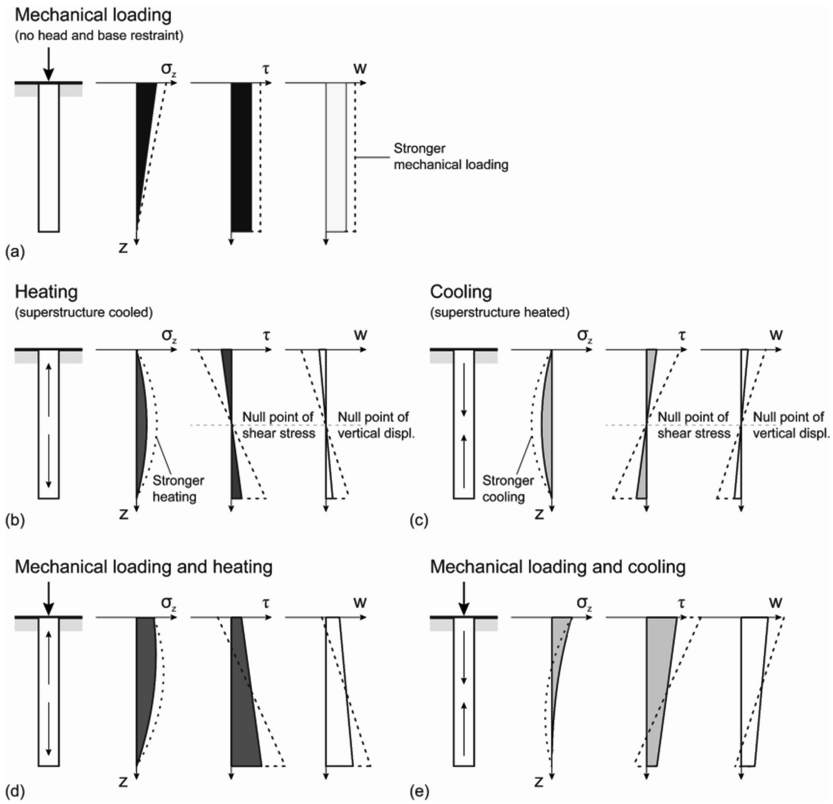 Mechanical loading
(no head and base restraint)
σz τ w
Stronger
mechanical loading
z
(a)
Heating
(superstructure cooled)
σz τ w
Null point of
shear stress
Null point of
vertical displ.
Stronger
heating
z
(b)
Cooling
(superstructure heated)
σz τ w
Null point of
shear stress
Null point of
vertical displ.
Stronger
cooling
z
(c)
Mechanical loading and heating
σz τ w
z
(d)
Mechanical loading and cooling
σz τ w
z
(e)